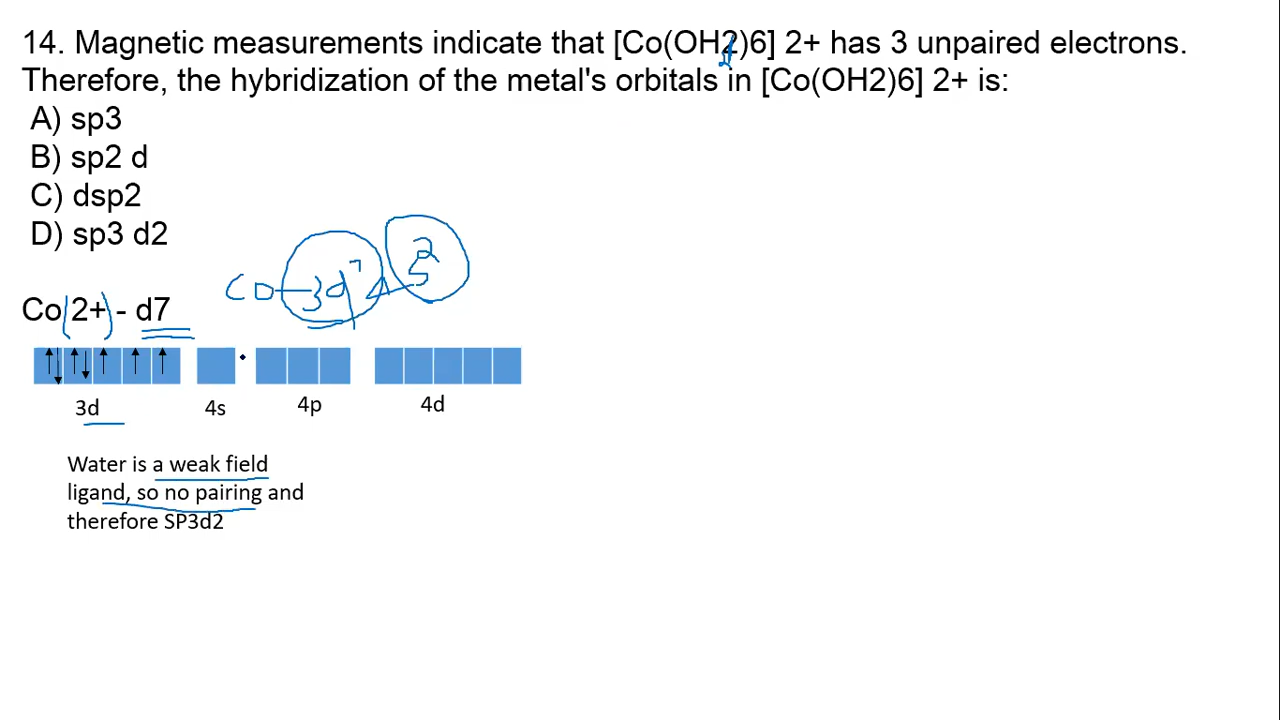 14. Magnetic measurements indicate that [Co(OH2)6] 2+ has 3 unpaired electrons.
Therefore, the hybridization of the metal's orbitals in [Co(OH2)6] 2+ is:
A) sp3
B) sp2 d
C) dsp2
D) sp3 d2
Co 3d7 4s2
Co(2+) - d7
3d 4s 4p 4d
Water is a weak field
ligand, so no pairing and
therefore SP3d2